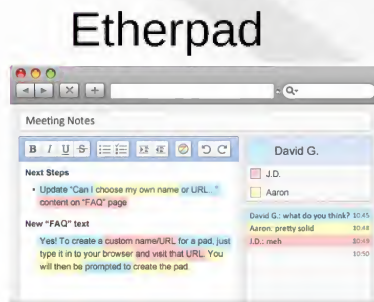 Etherpad
Meeting Notes
B I U S
David G.
J.D.
Aaron
Next Steps
• Update "Can I choose my own name or URL..."
content on "FAQ" page
New "FAQ" text
Yes! To create a custom name/URL for a pad, just
type it in to your browser and visit that URL. You
will then be prompted to create the pad
David G.: what do you think? 10:45
Aaron: pretty solid 10:48
J.D.: meh 10:49
10:50